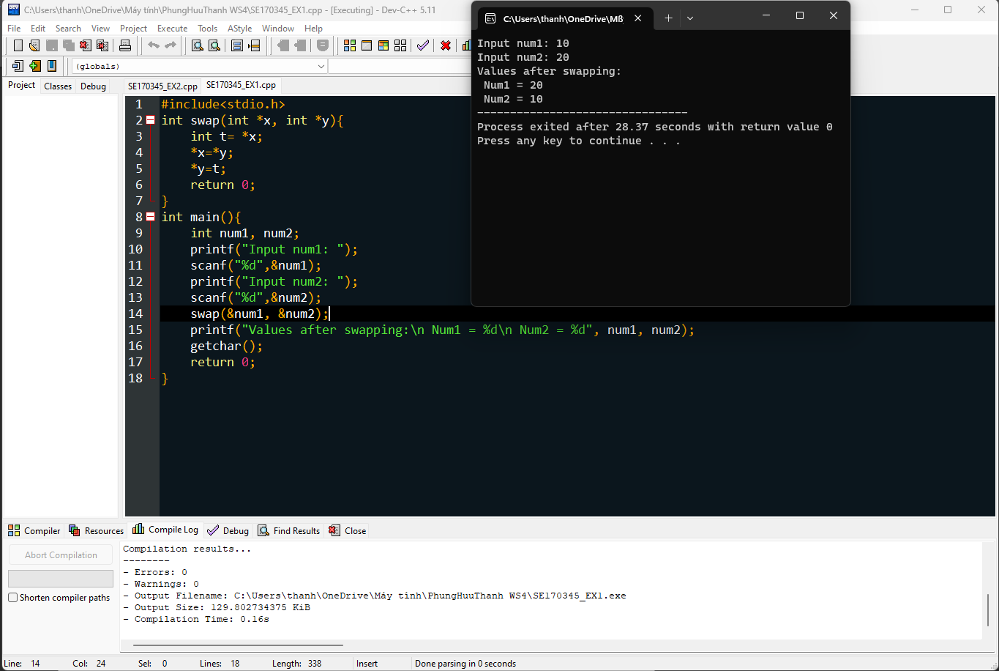 C:\Users\thanh\OneDrive\Máy tính\PhungHuuThanh WS4\SE170345_EX1.cpp - [Executing] - Dev-C++ 5.11
File Edit Search View Project Execute Tools AStyle Window Help
(globals)
Project Classes Debug
SE170345_EX2.cpp SE170345_EX1.cpp
1 #include<stdio.h>
2 int swap(int *x, int *y){
3 int t= *x;
4 *x=*y;
5 *y=t;
6 return 0;
7 }
8 int main(){
9 int num1, num2;
10 printf("Input num1: ");
11 scanf("%d",&num1);
12 printf("Input num2: ");
13 scanf("%d",&num2);
14 swap(&num1, &num2);
15 printf("Values after swapping:\n Num1 = %d\n Num2 = %d", num1, num2);
16 getchar();
17 return 0;
18 }
C:\Users\thanh\OneDrive\Mß
Input num1: 10
Input num2: 20
Values after swapping:
Num1 = 20
Num2 = 10
--------------------------------
Process exited after 28.37 seconds with return value 0
Press any key to continue . . .
Compiler Resources Compile Log Debug Find Results Close
Abort Compilation
Shorten compiler paths
Compilation results...
--------
- Errors: 0
- Warnings: 0
- Output Filename: C:\Users\thanh\OneDrive\Máy tính\PhungHuuThanh WS4\SE170345_EX1.exe
- Output Size: 129.802734375 KiB
- Compilation Time: 0.16s
Line: 14 Col: 24 Sel: 0 Lines: 18 Length: 338 Insert Done parsing in 0 seconds